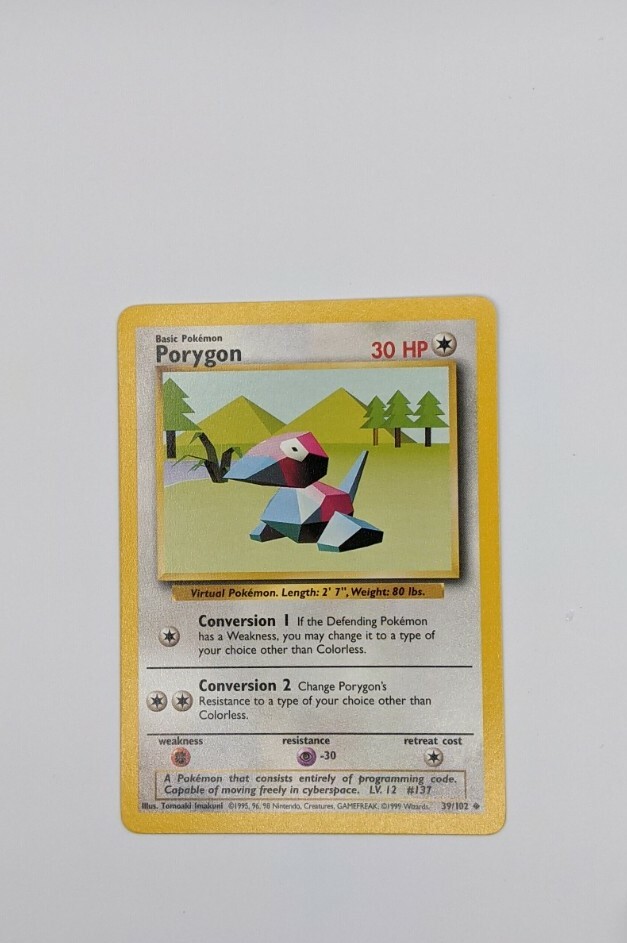 Basic Pokémon
Porygon
30 HP
Virtual Pokémon. Length: 2' 7", Weight: 80 lbs.
Conversion 1 If the Defending Pokémon
has a Weakness, you may change it to a type of
your choice other than Colorless.
Conversion 2 Change Porygon's
Resistance to a type of your choice other than
Colorless.
weakness resistance retreat cost
-30
A Pokémon that consists entirely of programming code.
Capable of moving freely in cyberspace. LV. 12 #137
Illus. Tomoaki Imakuni ©1995, 96, 98 Nintendo, Creatures, GAMEFREAK. ©1999 Wizards. 39/102